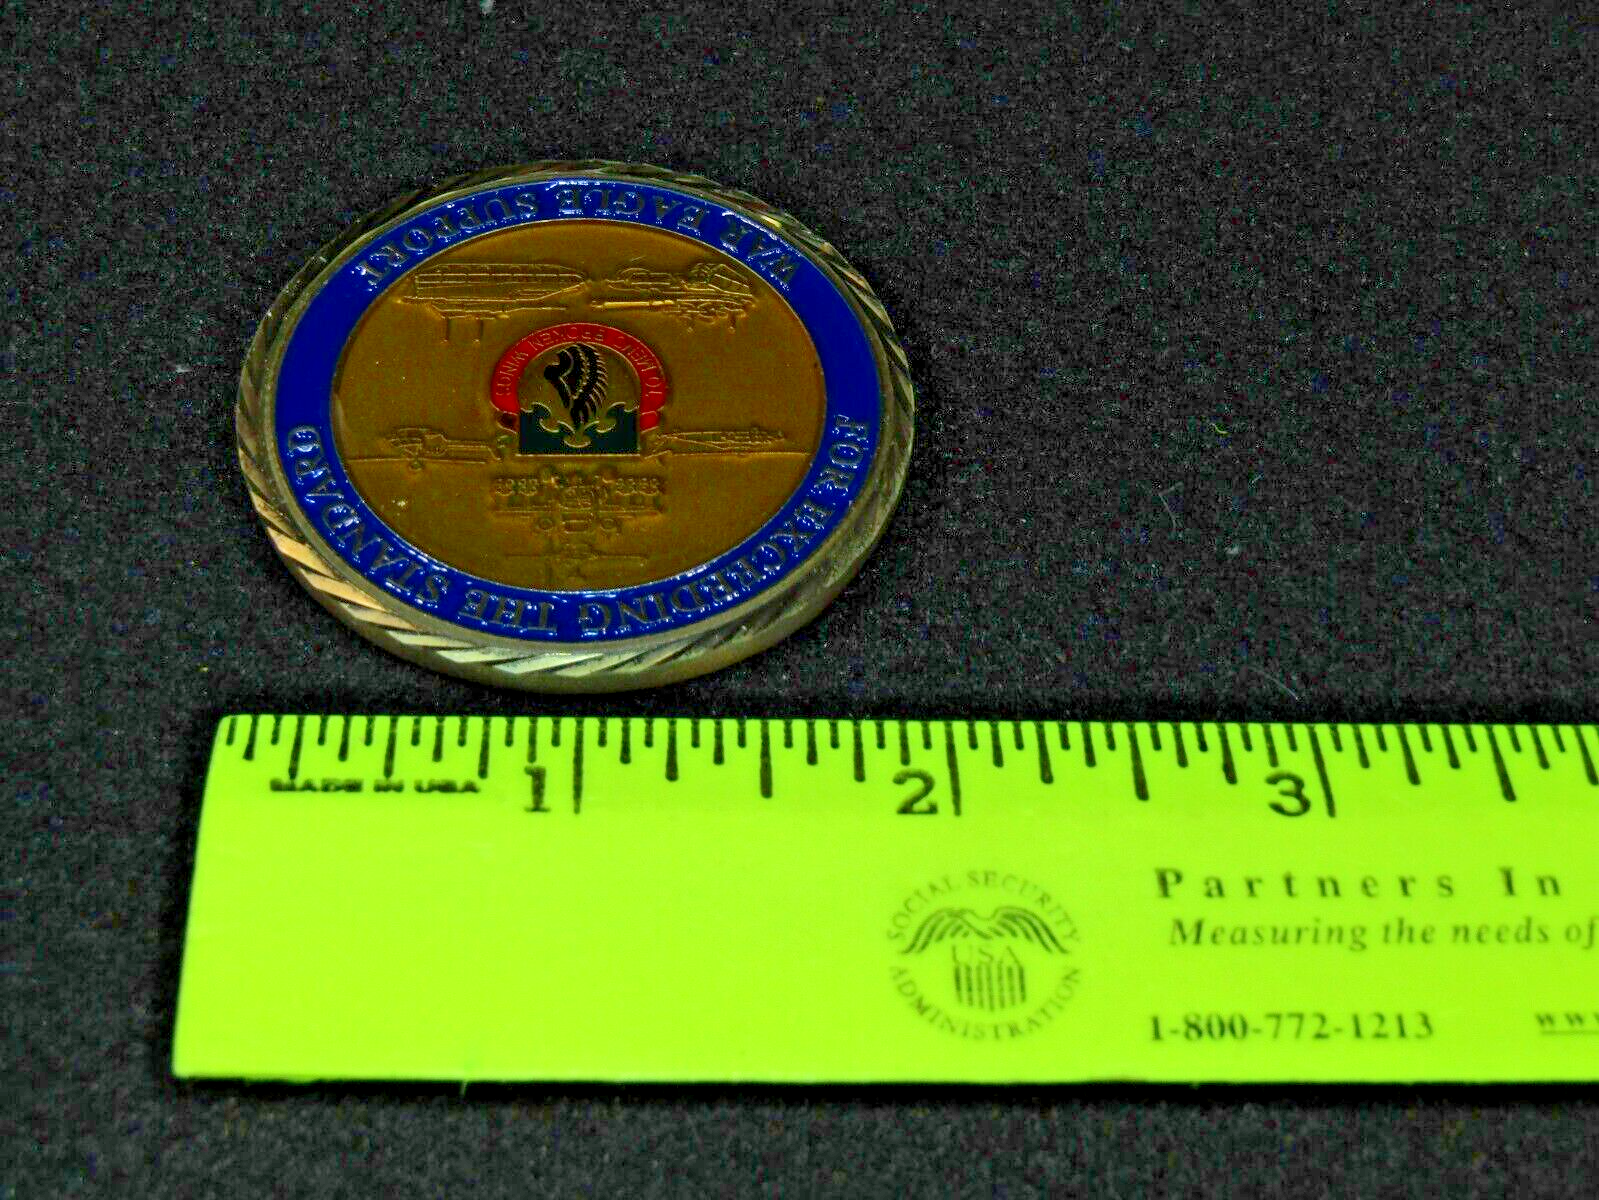 WAR EAGLE SUPPORT
FOR EXCEEDING THE STANDARD
MADE IN USA
1 2 3
SOCIAL SECURITY
USA
ADMINISTRATION
Partners In
Measuring the needs of
1-800-772-1213
www